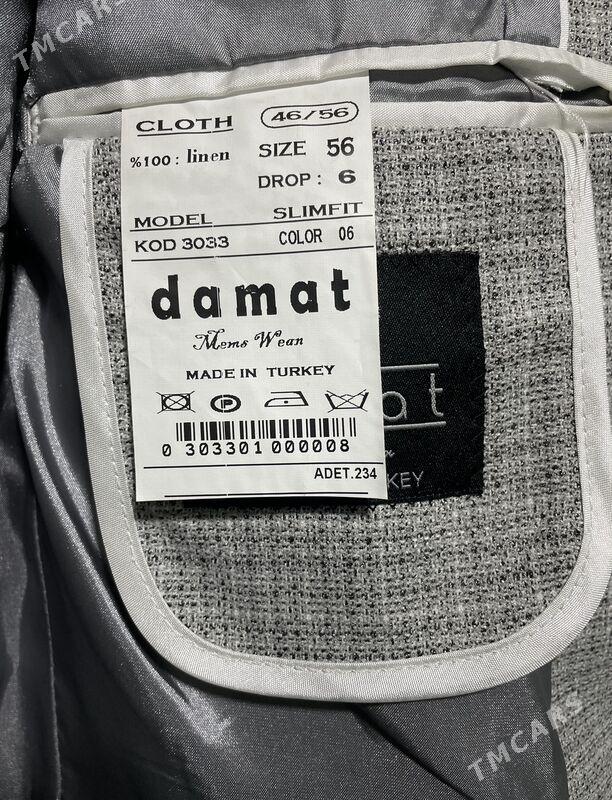 TMCARS
CLOTH 46/56
%100 : linen SIZE 56
DROP : 6
MODEL SLIMFIT
KOD 3033 COLOR 06
damat
Mems Wear
MADE IN TURKEY
P
0 303301 000008
ADET.234
at
KEY
TMCARS